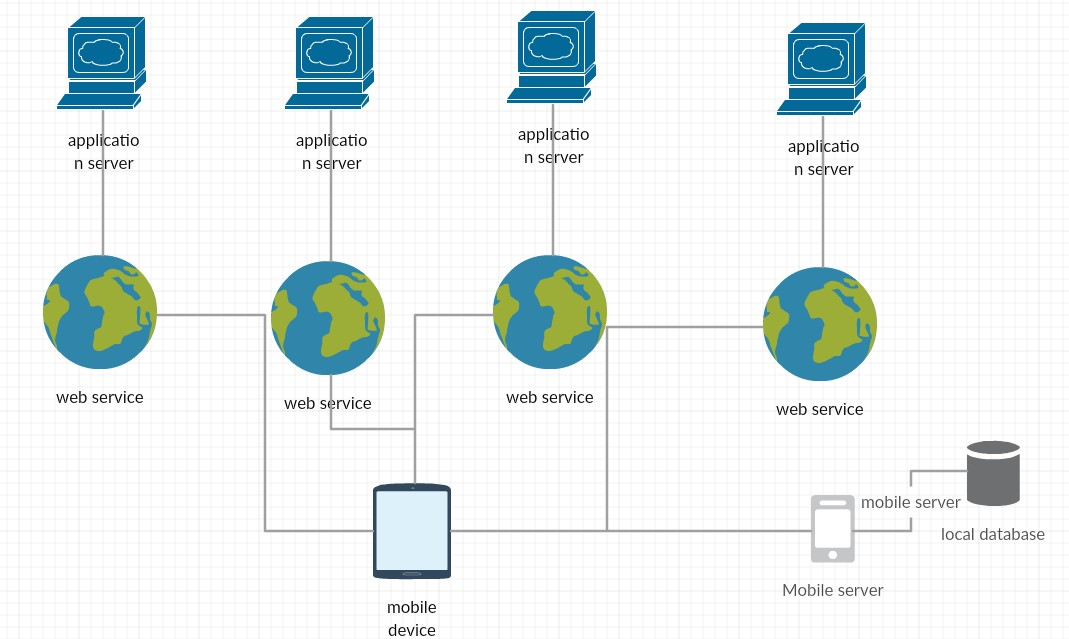 applicatio
n server
applicatio
n server
applicatio
n server
applicatio
n server
web service
web service
web service
web service
mobile server
local database
Mobile server
mobile
device